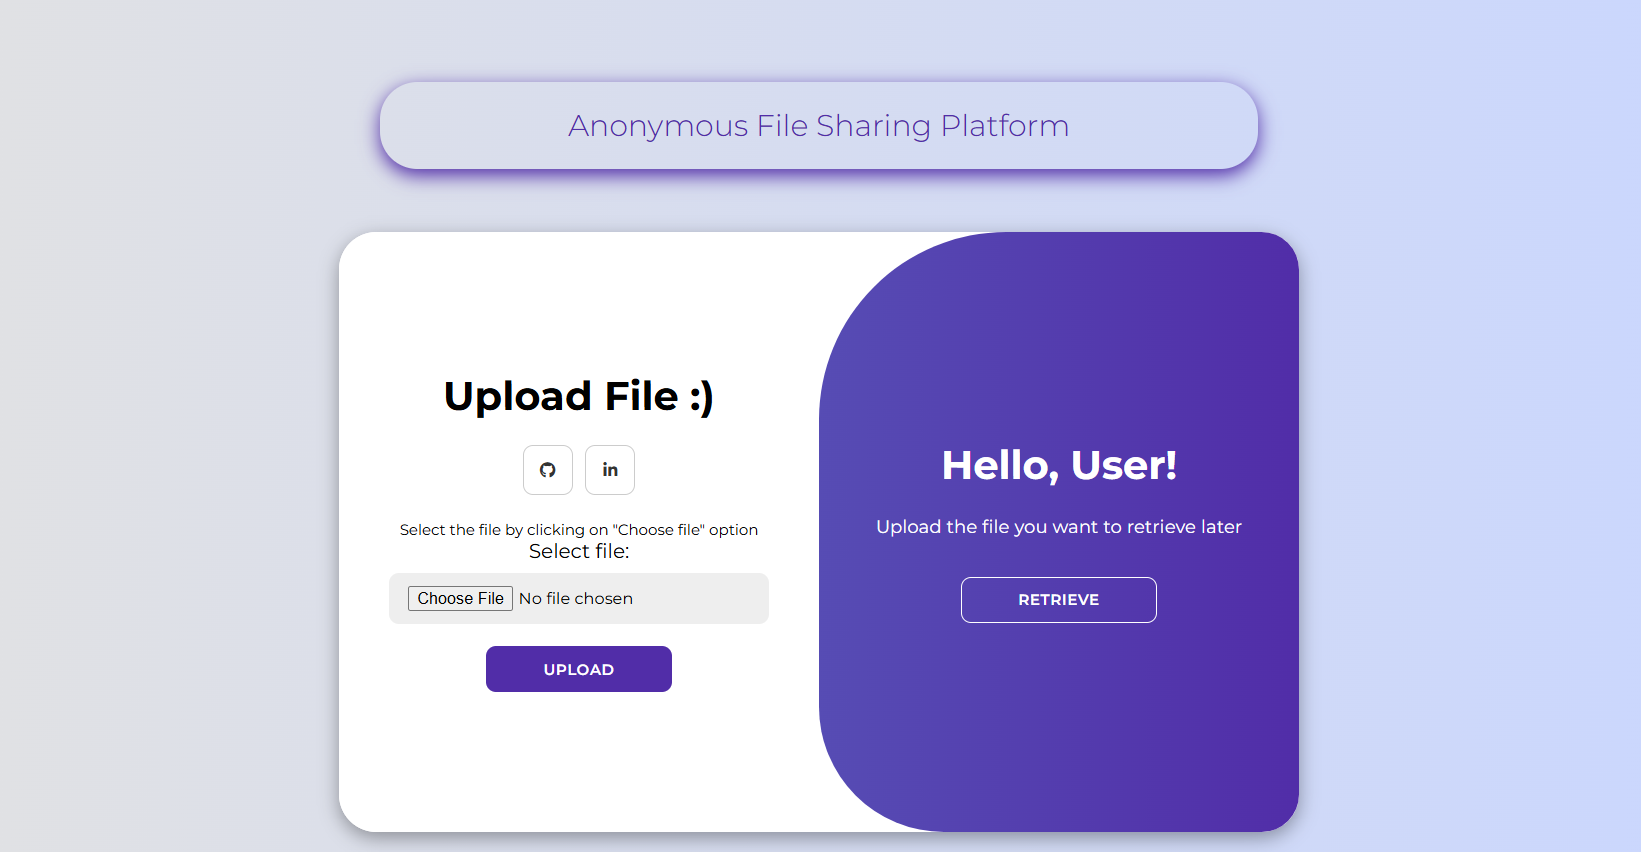 Anonymous File Sharing Platform
Upload File :)
in
Select the file by clicking on "Choose file" option
Select file:
Choose File No file chosen
UPLOAD
Hello, User!
Upload the file you want to retrieve later
RETRIEVE